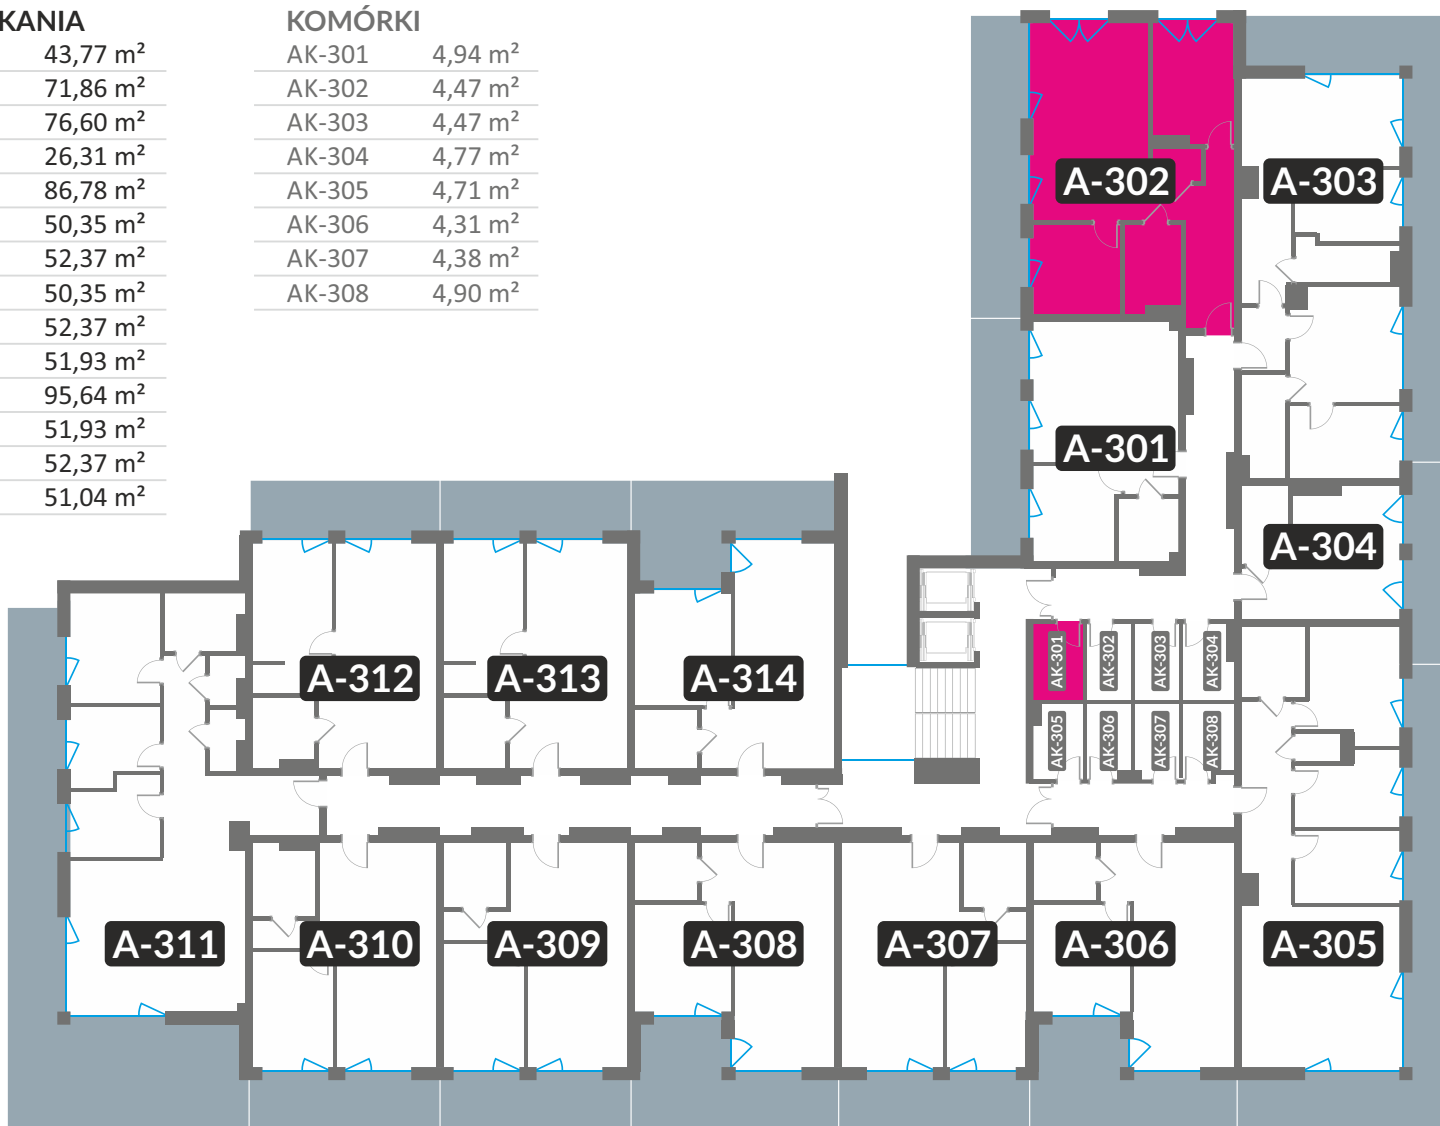 KANIA
43,77 m²
71,86 m²
76,60 m²
26,31 m²
86,78 m²
50,35 m²
52,37 m²
50,35 m²
52,37 m²
51,93 m²
95,64 m²
51,93 m²
52,37 m²
51,04 m²
KOMÓRKI
AK-301 4,94 m²
AK-302 4,47 m²
AK-303 4,47 m²
AK-304 4,77 m²
AK-305 4,71 m²
AK-306 4,31 m²
AK-307 4,38 m²
AK-308 4,90 m²
A-302
A-303
A-301
A-304
AK-301
AK-302
AK-303
AK-304
A-312
A-313
A-314
AK-305
AK-306
AK-307
AK-308
A-311
A-310
A-309
A-308
A-307
A-306
A-305